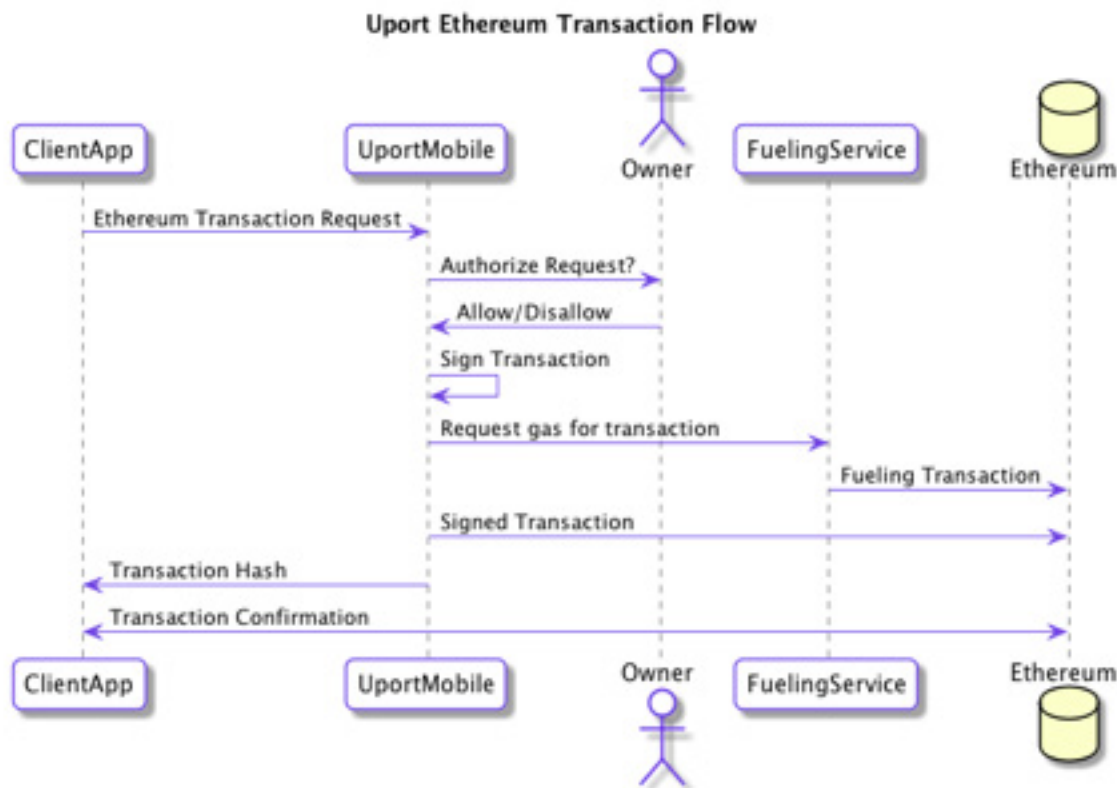 Uport Ethereum Transaction Flow
ClientApp
UportMobile
Owner
FuelingService
Ethereum
Ethereum Transaction Request
Authorize Request?
Allow/Disallow
Sign Transaction
Request gas for transaction
Fueling Transaction
Signed Transaction
Transaction Hash
Transaction Confirmation
ClientApp
UportMobile
Owner
FuelingService
Ethereum